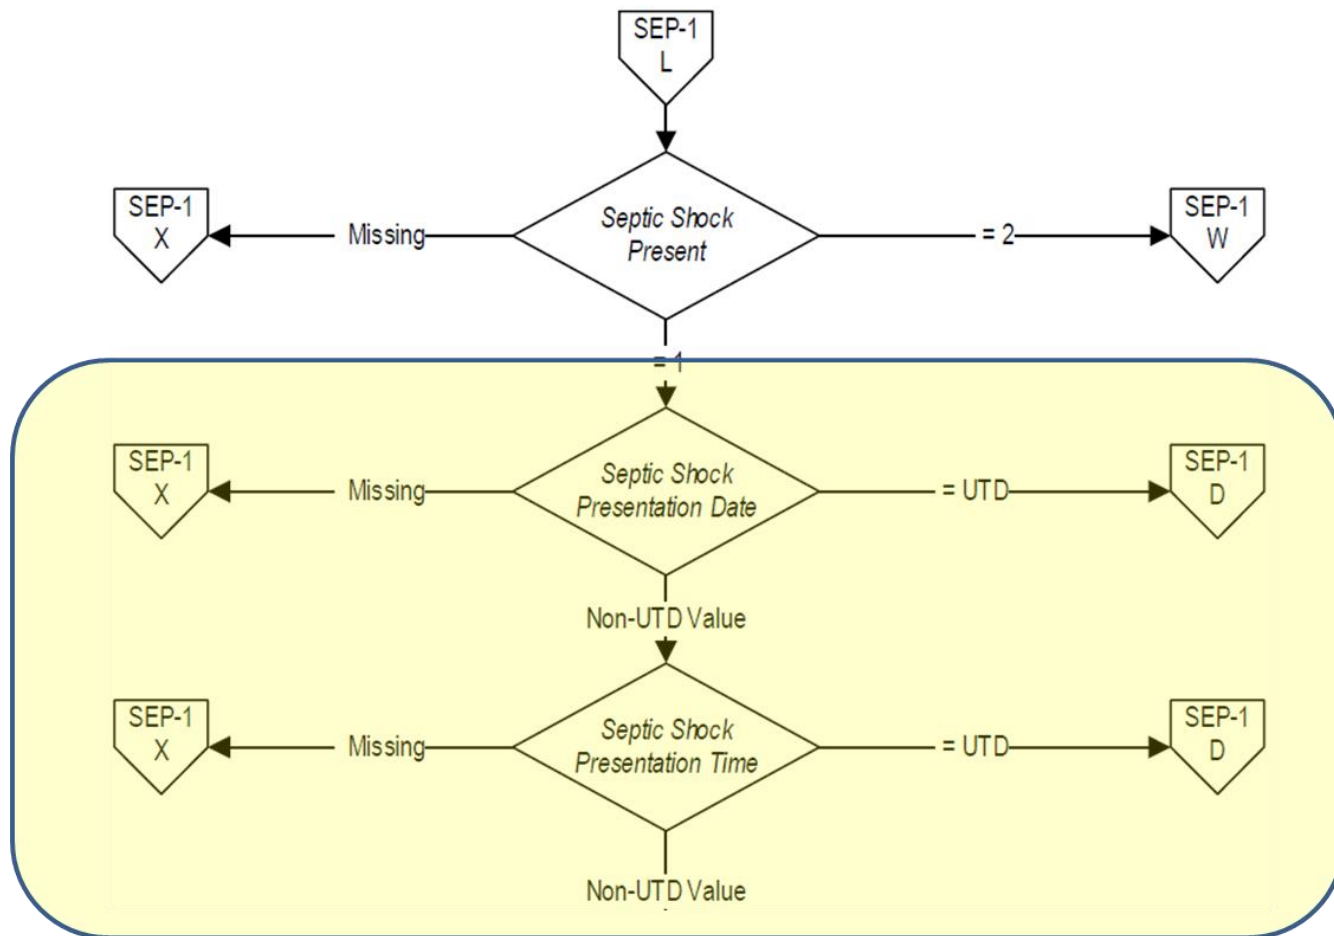 SEP-1
L
SEP-1
X
Missing
Septic Shock
Present
= 2
SEP-1
W
= 1
SEP-1
X
Missing
Septic Shock
Presentation Date
= UTD
SEP-1
D
Non-UTD Value
SEP-1
X
Missing
Septic Shock
Presentation Time
= UTD
SEP-1
D
Non-UTD Value